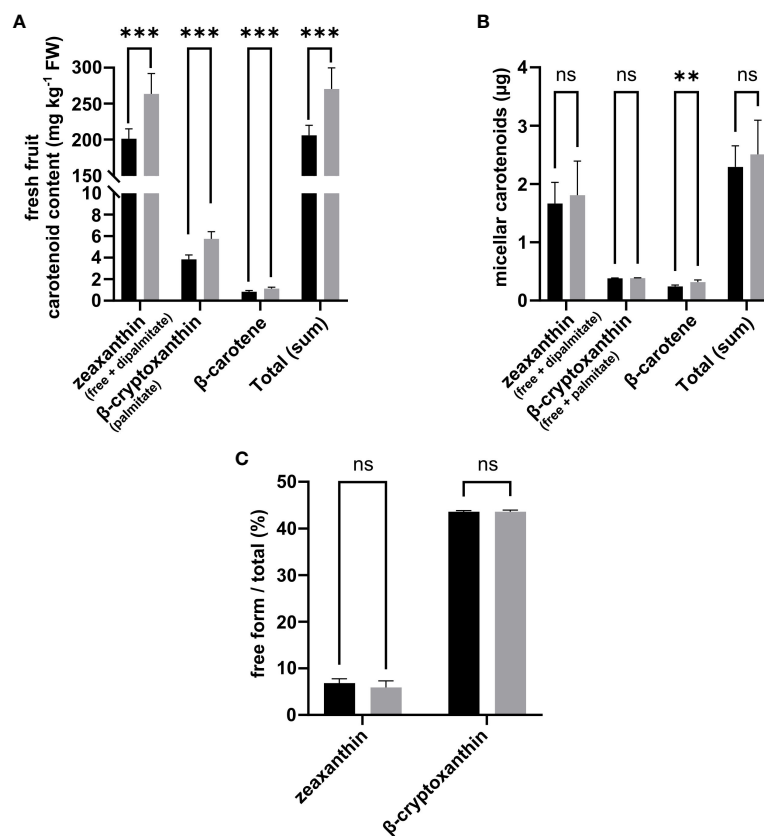 A
*** *** *** ***
fresh fruit
carotenoid content (mg kg⁻¹ FW)
300
250
200
150
10
8
6
4
2
0
zeaxanthin
(free + dipalmitate)
β-cryptoxanthin
(palmitate)
β-carotene
Total (sum)
B
ns ns ** ns
micellar carotenoids (µg)
4
3
2
1
0
zeaxanthin
(free + dipalmitate)
β-cryptoxanthin
(free + palmitate)
β-carotene
Total (sum)
C
ns ns
free form / total (%)
50
40
30
20
10
0
zeaxanthin
β-cryptoxanthin